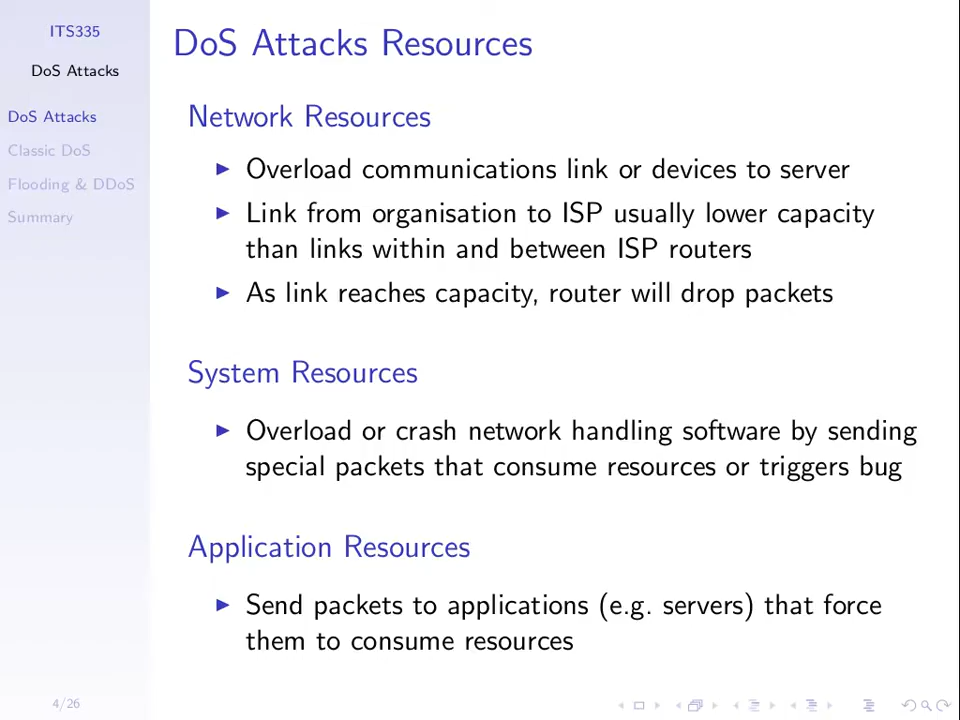 ITS335
DoS Attacks
DoS Attacks
Classic DoS
Flooding & DDoS
Summary
DoS Attacks Resources
Network Resources
Overload communications link or devices to server
Link from organisation to ISP usually lower capacity
than links within and between ISP routers
As link reaches capacity, router will drop packets
System Resources
Overload or crash network handling software by sending
special packets that consume resources or triggers bug
Application Resources
Send packets to applications (e.g. servers) that force
them to consume resources
4/26